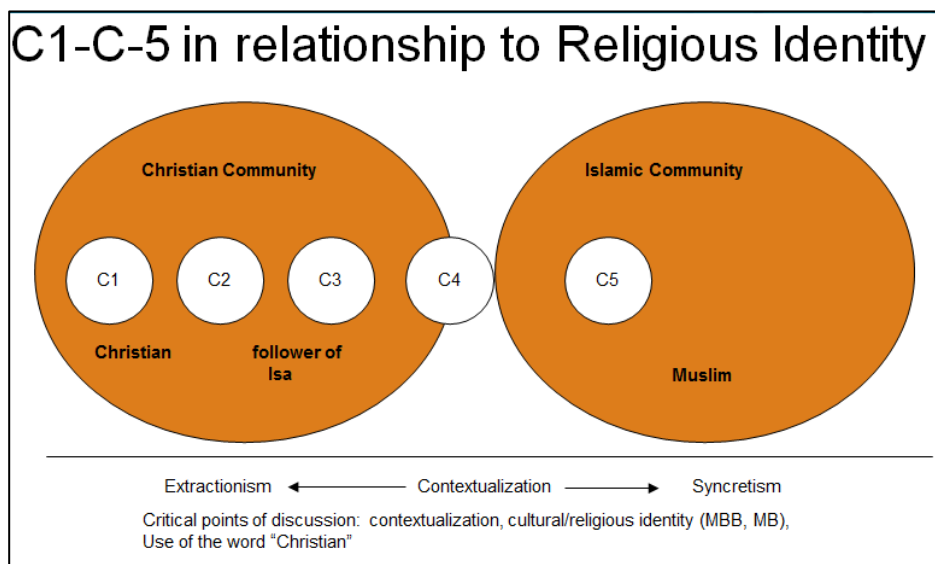 C1-C-5 in relationship to Religious Identity
Christian Community
Islamic Community
C1
C2
C3
C4
C5
Christian
follower of
Isa
Muslim
Extractionism
Contextualization
Syncretism
Critical points of discussion: contextualization, cultural/religious identity (MBB, MB),
Use of the word “Christian”